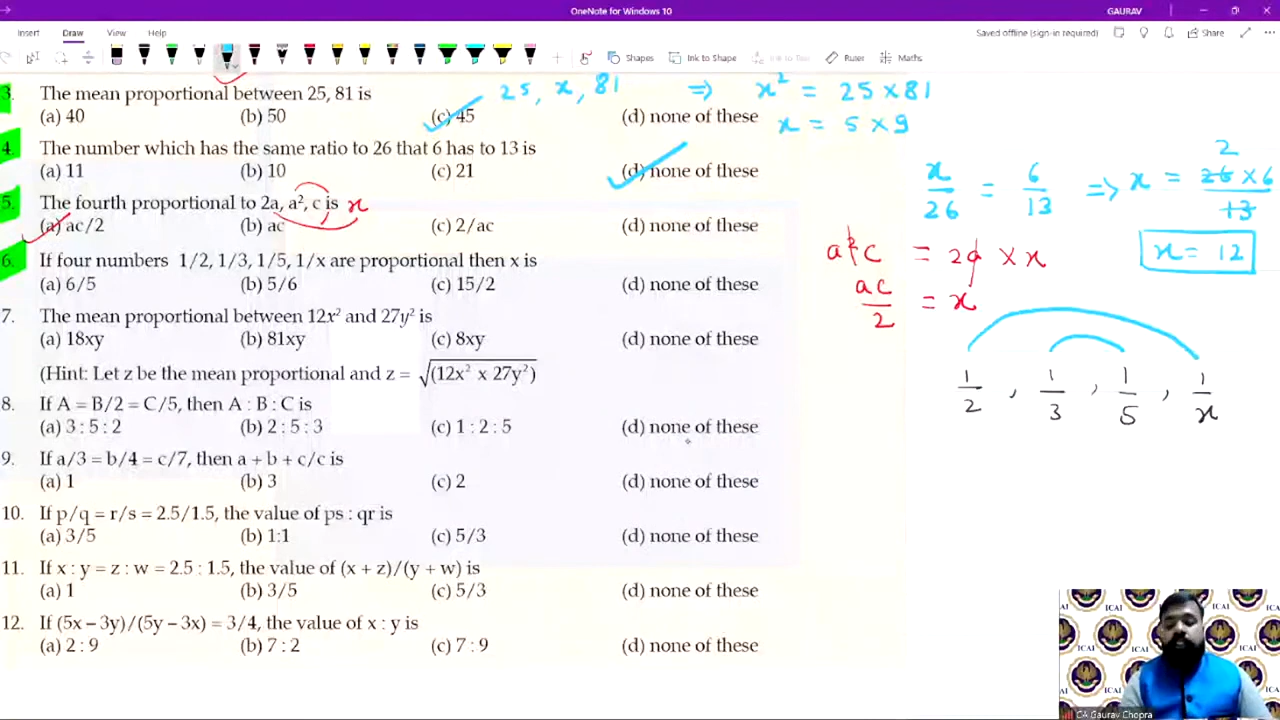 OneNote for Windows 10
GAURAV
Insert Draw View Help
Saved offline (sign-in required)
Share
Shapes
Ink to Shape
Ink to Text
Ruler
Maths
3. The mean proportional between 25, 81 is
(a) 40 (b) 50 (c) 45 (d) none of these
25, x, 81 ⇒ x² = 25 × 81
x = 5 × 9
4. The number which has the same ratio to 26 that 6 has to 13 is
(a) 11 (b) 10 (c) 21 (d) none of these
x/26 = 6/13 ⇒ x = 26 × 6/13
2
x = 12
5. The fourth proportional to 2a, a², c is x
(a) ac/2 (b) ac (c) 2/ac (d) none of these
a²c = 2a × x
ac/2 = x
6. If four numbers 1/2, 1/3, 1/5, 1/x are proportional then x is
(a) 6/5 (b) 5/6 (c) 15/2 (d) none of these
1/2 , 1/3 , 1/5 , 1/x
7. The mean proportional between 12x² and 27y² is
(a) 18xy (b) 81xy (c) 8xy (d) none of these
(Hint: Let z be the mean proportional and z = √(12x² x 27y²)
8. If A = B/2 = C/5, then A : B : C is
(a) 3 : 5 : 2 (b) 2 : 5 : 3 (c) 1 : 2 : 5 (d) none of these
9. If a/3 = b/4 = c/7, then a + b + c/c is
(a) 1 (b) 3 (c) 2 (d) none of these
10. If p/q = r/s = 2.5/1.5, the value of ps : qr is
(a) 3/5 (b) 1:1 (c) 5/3 (d) none of these
11. If x : y = z : w = 2.5 : 1.5, the value of (x + z)/(y + w) is
(a) 1 (b) 3/5 (c) 5/3 (d) none of these
12. If (5x – 3y)/(5y – 3x) = 3/4, the value of x : y is
(a) 2 : 9 (b) 7 : 2 (c) 7 : 9 (d) none of these
ICAI
CA Gaurav Chopra